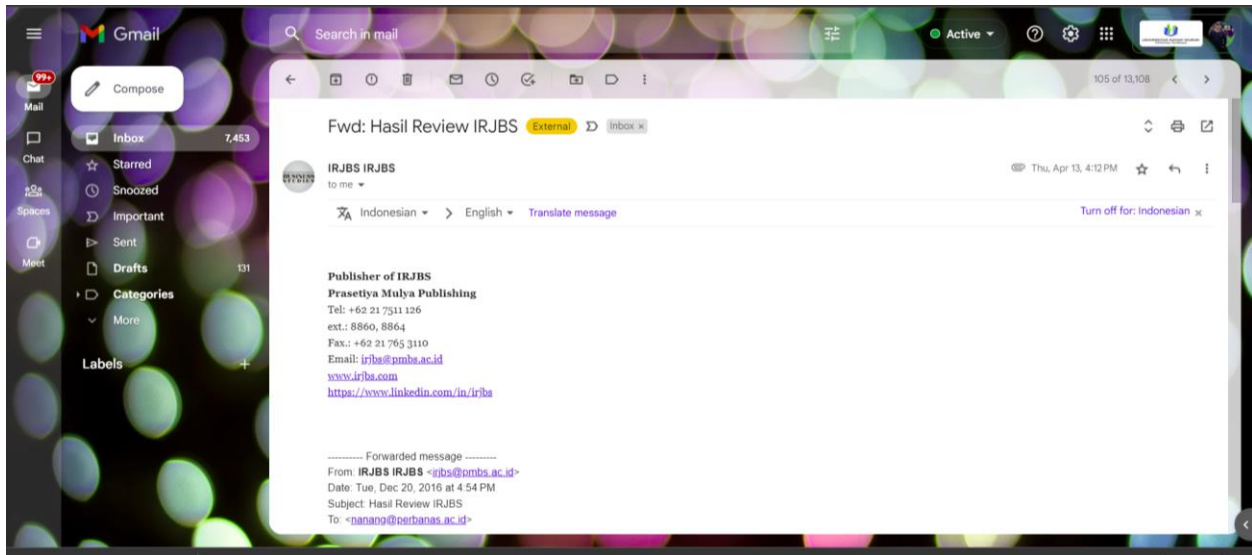 Gmail
Search in mail
Active
99+
Mail
Chat
Spaces
Meet
Compose
Inbox 7,453
Starred
Snoozed
Important
Sent
Drafts 131
Categories
More
Labels +
105 of 13,108
Fwd: Hasil Review IRJBS External Inbox ×
IRJBS IRJBS Thu, Apr 13, 4:12 PM
to me
Indonesian > English Translate message Turn off for: Indonesian ×
Publisher of IRJBS
Prasetiya Mulya Publishing
Tel: +62 21 7511 126
ext.: 8860, 8864
Fax.: +62 21 765 3110
Email: irjbs@pmbs.ac.id
www.irjbs.com
https://www.linkedin.com/in/irjbs
---------- Forwarded message ---------
From: IRJBS IRJBS <irjbs@pmbs.ac.id>
Date: Tue, Dec 20, 2016 at 4:54 PM
Subject: Hasil Review IRJBS
To: <nanang@perbanas.ac.id>